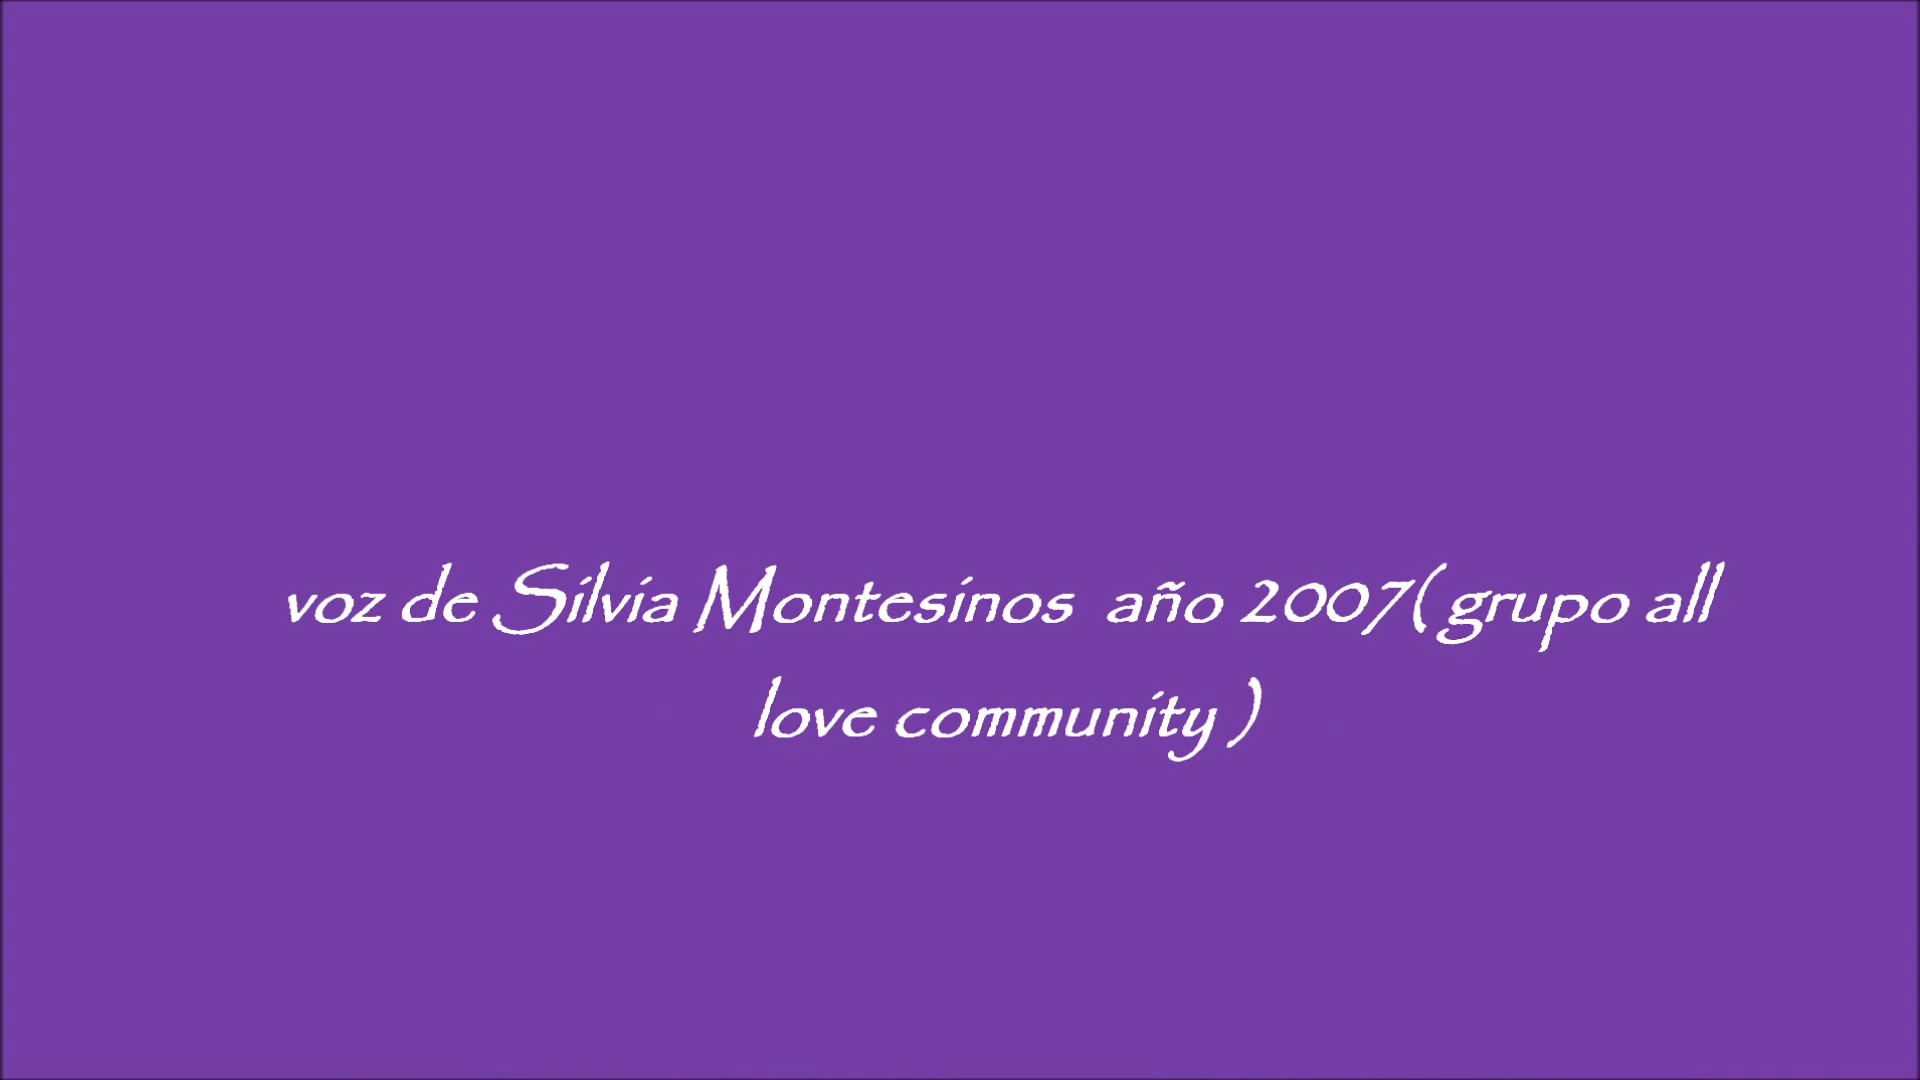 voz de Silvia Montesinos  año 2007( grupo all
love community )